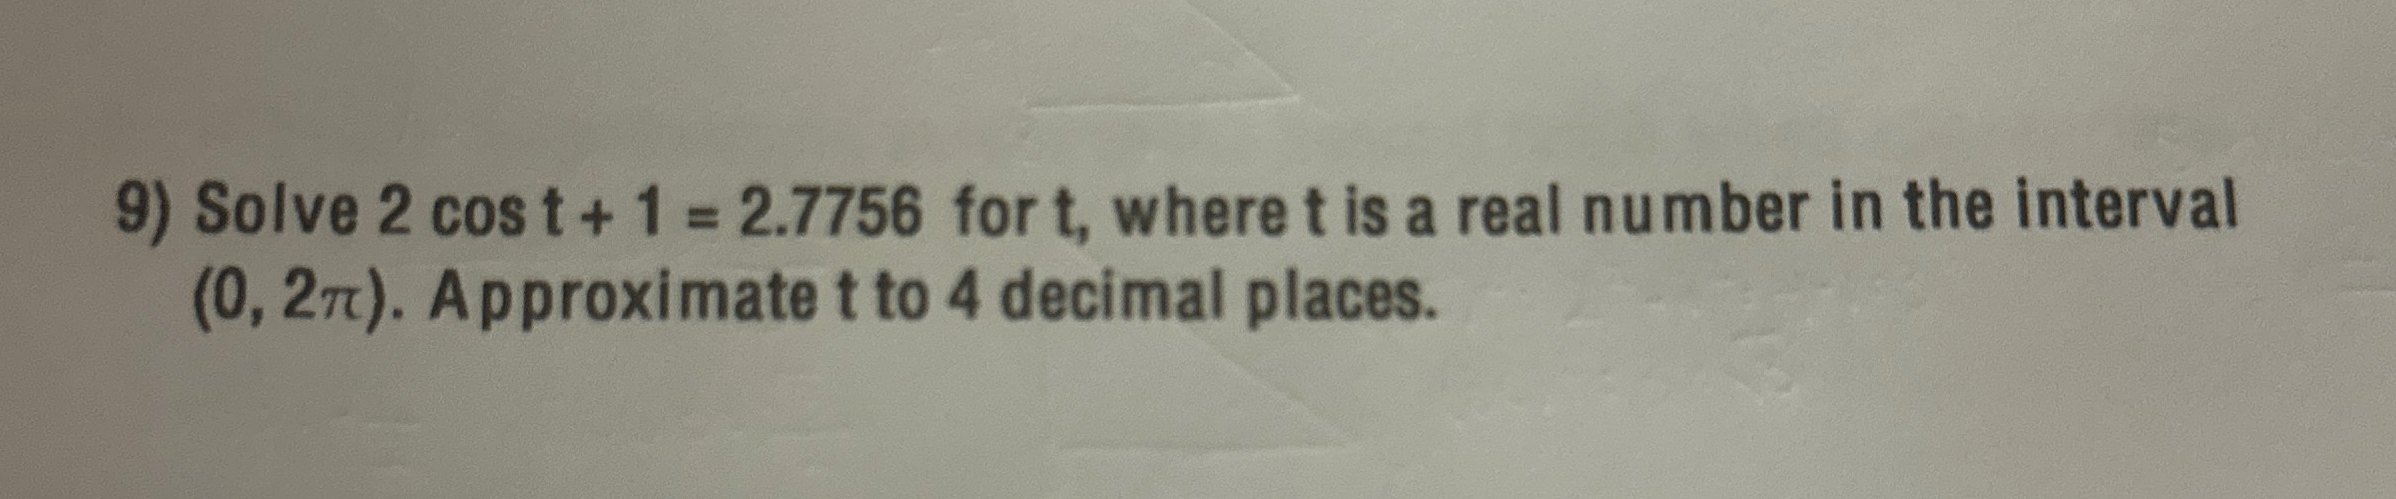 9) Solve 2 cos t + 1 = 2.7756 for t, where t is a real number in the interval
(0, 2π). Approximate t to 4 decimal places.